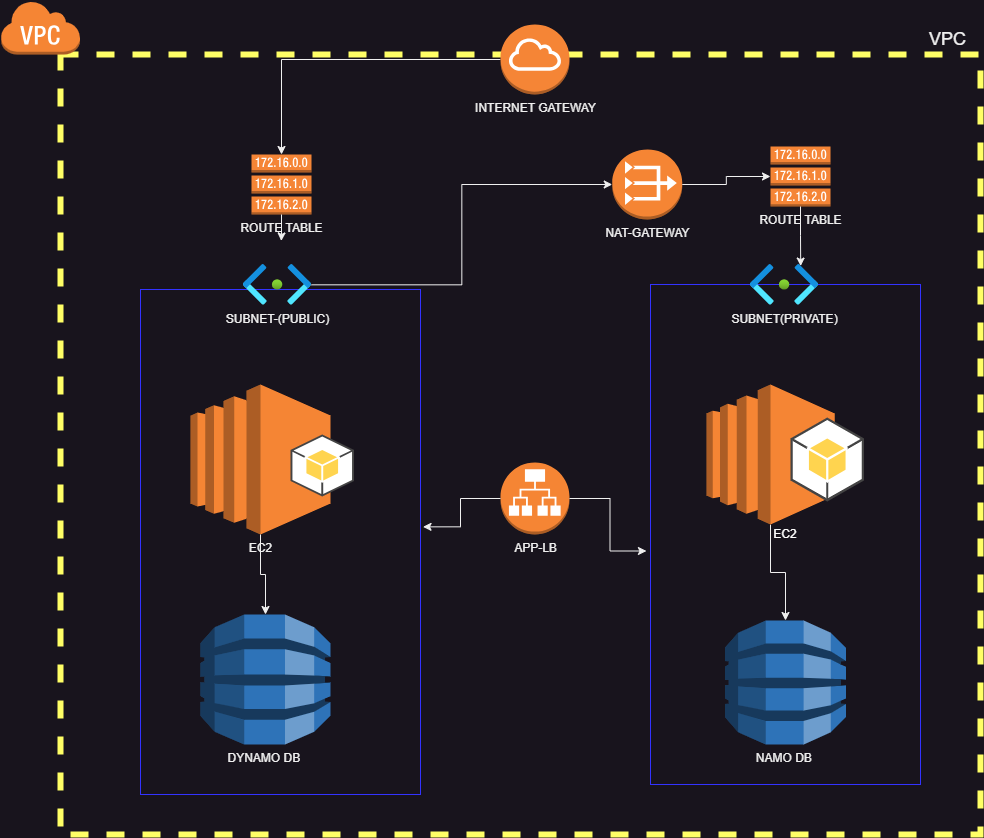 VPC
VPC
INTERNET GATEWAY
172.16.0.0
172.16.1.0
172.16.2.0
ROUTE TABLE
172.16.0.0
172.16.1.0
172.16.2.0
ROUTE TABLE
NAT-GATEWAY
SUBNET-(PUBLIC)
SUBNET(PRIVATE)
EC2
APP-LB
EC2
DYNAMO DB
NAMO DB